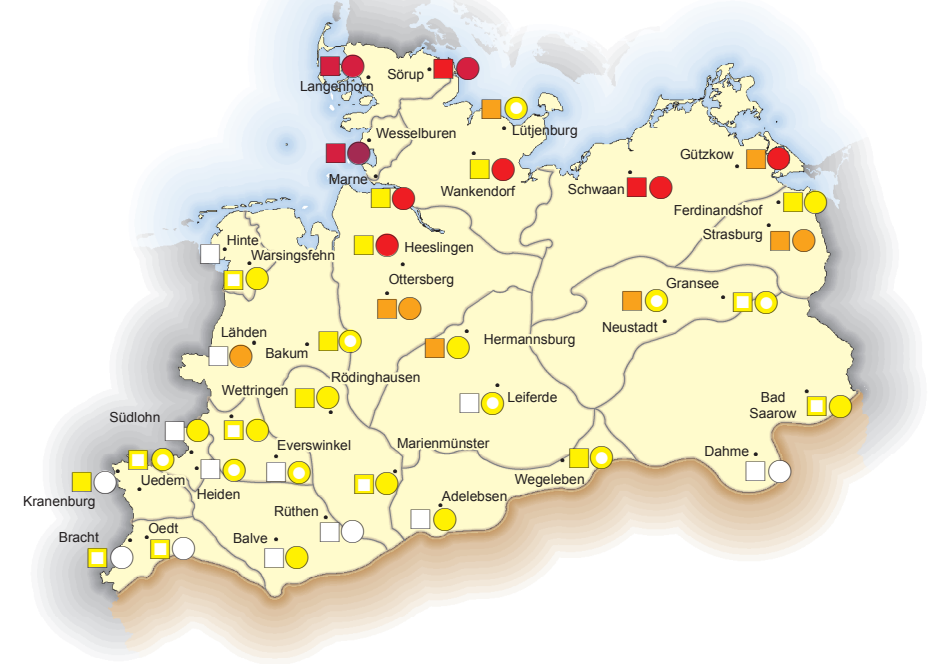 Langenhorn
Sörup
Lütjenburg
Wesselburen
Marne
Wankendorf
Schwaan
Gützkow
Ferdinandshof
Strasburg
Hinte
Warsingsfehn
Heeslingen
Ottersberg
Gransee
Neustadt
Lähden
Bakum
Hermannsburg
Wettringen
Rödinghausen
Leiferde
Bad
Saarow
Südlohn
Everswinkel
Marienmünster
Dahme
Uedem
Heiden
Wegeleben
Kranenburg
Adelebsen
Rüthen
Bracht
Oedt
Balve